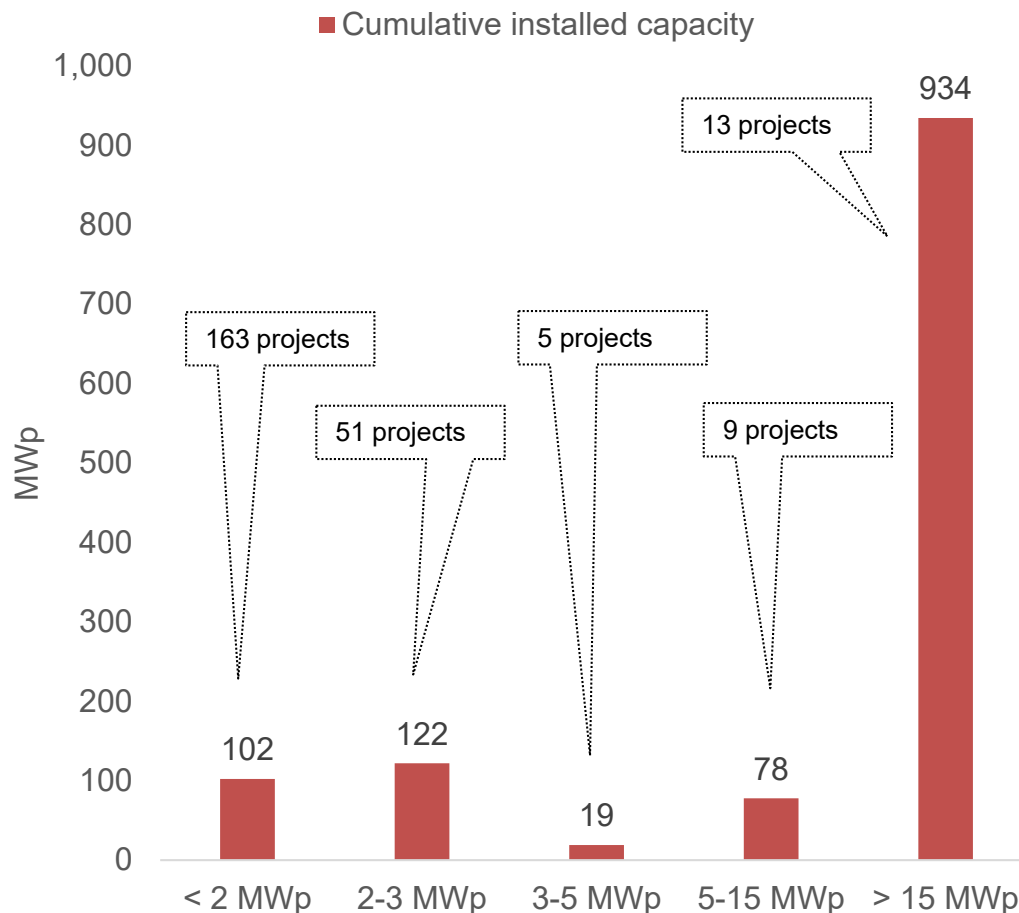 Cumulative installed capacity
1,000
900
800
700
600
500
400
300
200
100
0
MWp
934
13 projects
163 projects
5 projects
51 projects
9 projects
102
122
19
78
< 2 MWp
2-3 MWp
3-5 MWp
5-15 MWp
> 15 MWp